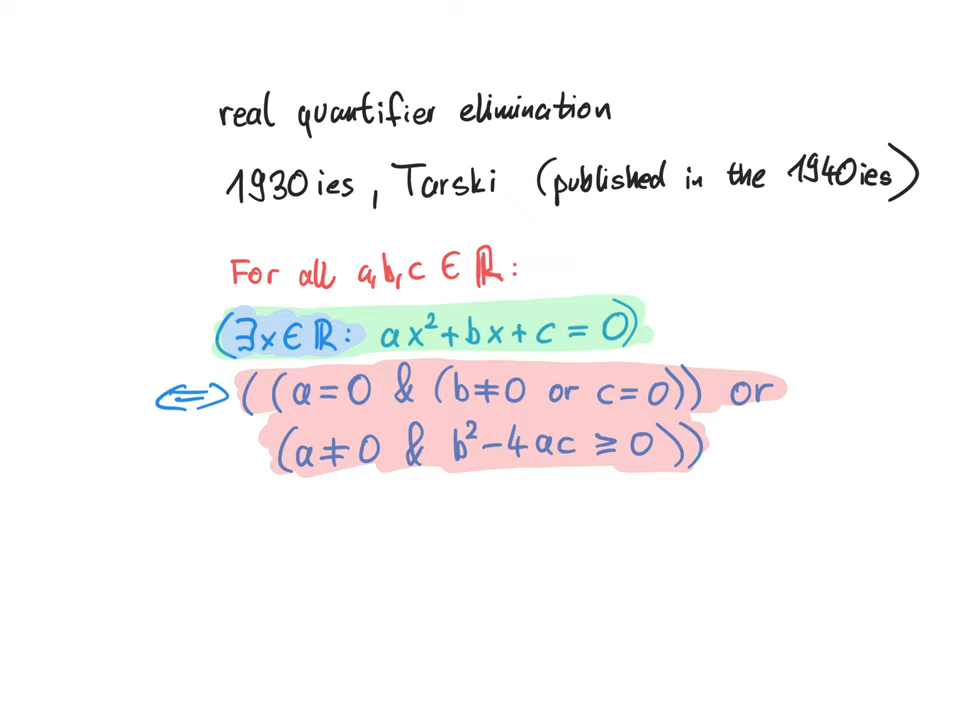 real quantifier elimination
1930ies, Tarski (published in the 1940ies)
For all a,b,c ∈ ℝ:
(∃x∈ℝ: ax²+bx+c=0)
⟺ ((a=0 & (b≠0 or c=0)) or
(a≠0 & b²-4ac ≥ 0))